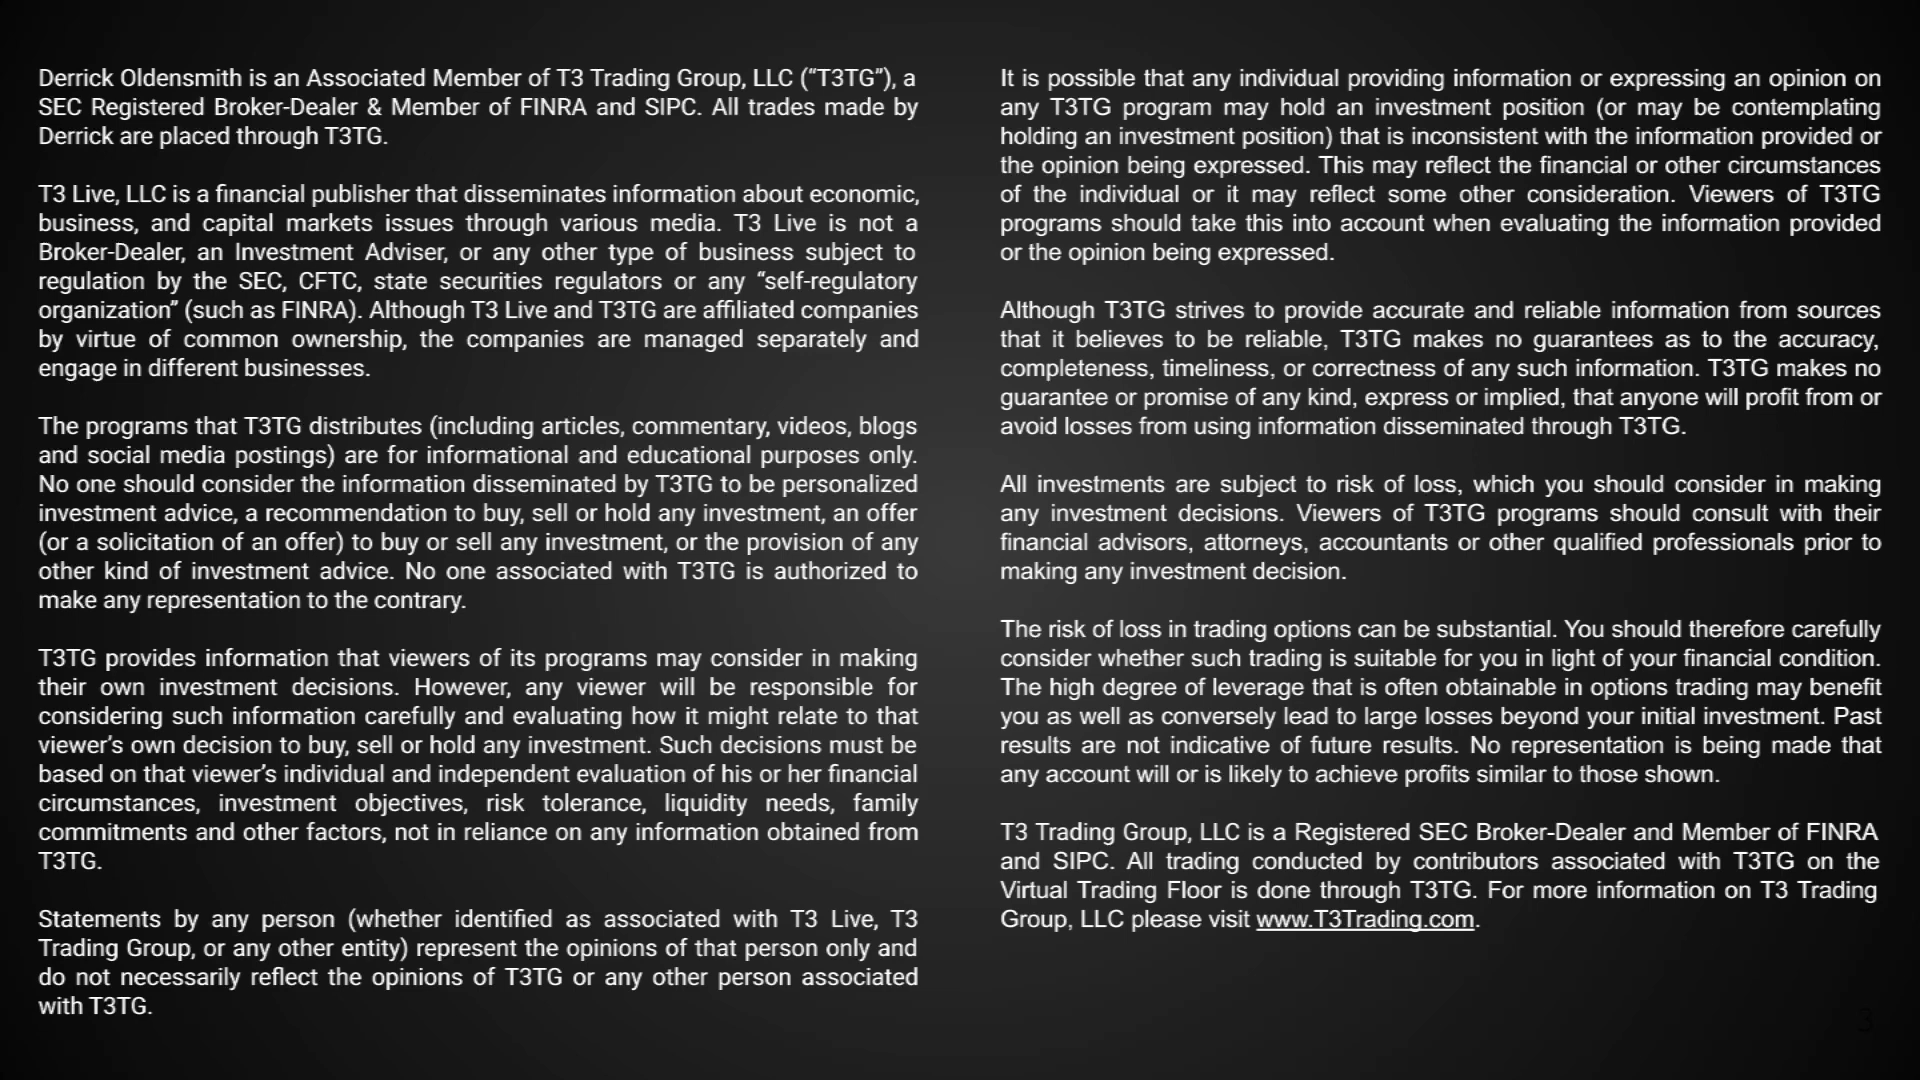 Derrick Oldensmith is an Associated Member of T3 Trading Group, LLC (“T3TG”), a
SEC Registered Broker-Dealer & Member of FINRA and SIPC. All trades made by
Derrick are placed through T3TG.
T3 Live, LLC is a financial publisher that disseminates information about economic,
business, and capital markets issues through various media. T3 Live is not a
Broker-Dealer, an Investment Adviser, or any other type of business subject to
regulation by the SEC, CFTC, state securities regulators or any “self-regulatory
organization” (such as FINRA). Although T3 Live and T3TG are affiliated companies
by virtue of common ownership, the companies are managed separately and
engage in different businesses.
The programs that T3TG distributes (including articles, commentary, videos, blogs
and social media postings) are for informational and educational purposes only.
No one should consider the information disseminated by T3TG to be personalized
investment advice, a recommendation to buy, sell or hold any investment, an offer
(or a solicitation of an offer) to buy or sell any investment, or the provision of any
other kind of investment advice. No one associated with T3TG is authorized to
make any representation to the contrary.
T3TG provides information that viewers of its programs may consider in making
their own investment decisions. However, any viewer will be responsible for
considering such information carefully and evaluating how it might relate to that
viewer’s own decision to buy, sell or hold any investment. Such decisions must be
based on that viewer’s individual and independent evaluation of his or her financial
circumstances, investment objectives, risk tolerance, liquidity needs, family
commitments and other factors, not in reliance on any information obtained from
T3TG.
Statements by any person (whether identified as associated with T3 Live, T3
Trading Group, or any other entity) represent the opinions of that person only and
do not necessarily reflect the opinions of T3TG or any other person associated
with T3TG.
It is possible that any individual providing information or expressing an opinion on
any T3TG program may hold an investment position (or may be contemplating
holding an investment position) that is inconsistent with the information provided or
the opinion being expressed. This may reflect the financial or other circumstances
of the individual or it may reflect some other consideration. Viewers of T3TG
programs should take this into account when evaluating the information provided
or the opinion being expressed.
Although T3TG strives to provide accurate and reliable information from sources
that it believes to be reliable, T3TG makes no guarantees as to the accuracy,
completeness, timeliness, or correctness of any such information. T3TG makes no
guarantee or promise of any kind, express or implied, that anyone will profit from or
avoid losses from using information disseminated through T3TG.
All investments are subject to risk of loss, which you should consider in making
any investment decisions. Viewers of T3TG programs should consult with their
financial advisors, attorneys, accountants or other qualified professionals prior to
making any investment decision.
The risk of loss in trading options can be substantial. You should therefore carefully
consider whether such trading is suitable for you in light of your financial condition.
The high degree of leverage that is often obtainable in options trading may benefit
you as well as conversely lead to large losses beyond your initial investment. Past
results are not indicative of future results. No representation is being made that
any account will or is likely to achieve profits similar to those shown.
T3 Trading Group, LLC is a Registered SEC Broker-Dealer and Member of FINRA
and SIPC. All trading conducted by contributors associated with T3TG on the
Virtual Trading Floor is done through T3TG. For more information on T3 Trading
Group, LLC please visit www.T3Trading.com.
3